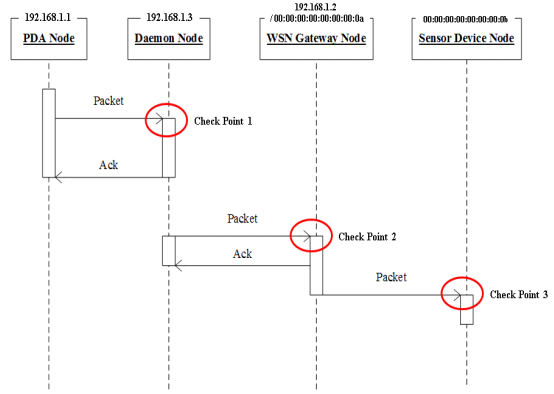 192.168.1.1
PDA Node
192.168.1.3
Daemon Node
192.168.1.2
/ 00:00:00:00:00:00:00:0a
WSN Gateway Node
00:00:00:00:00:00:00:0b
Sensor Device Node
Packet
Check Point 1
Ack
Packet
Check Point 2
Ack
Packet
Check Point 3